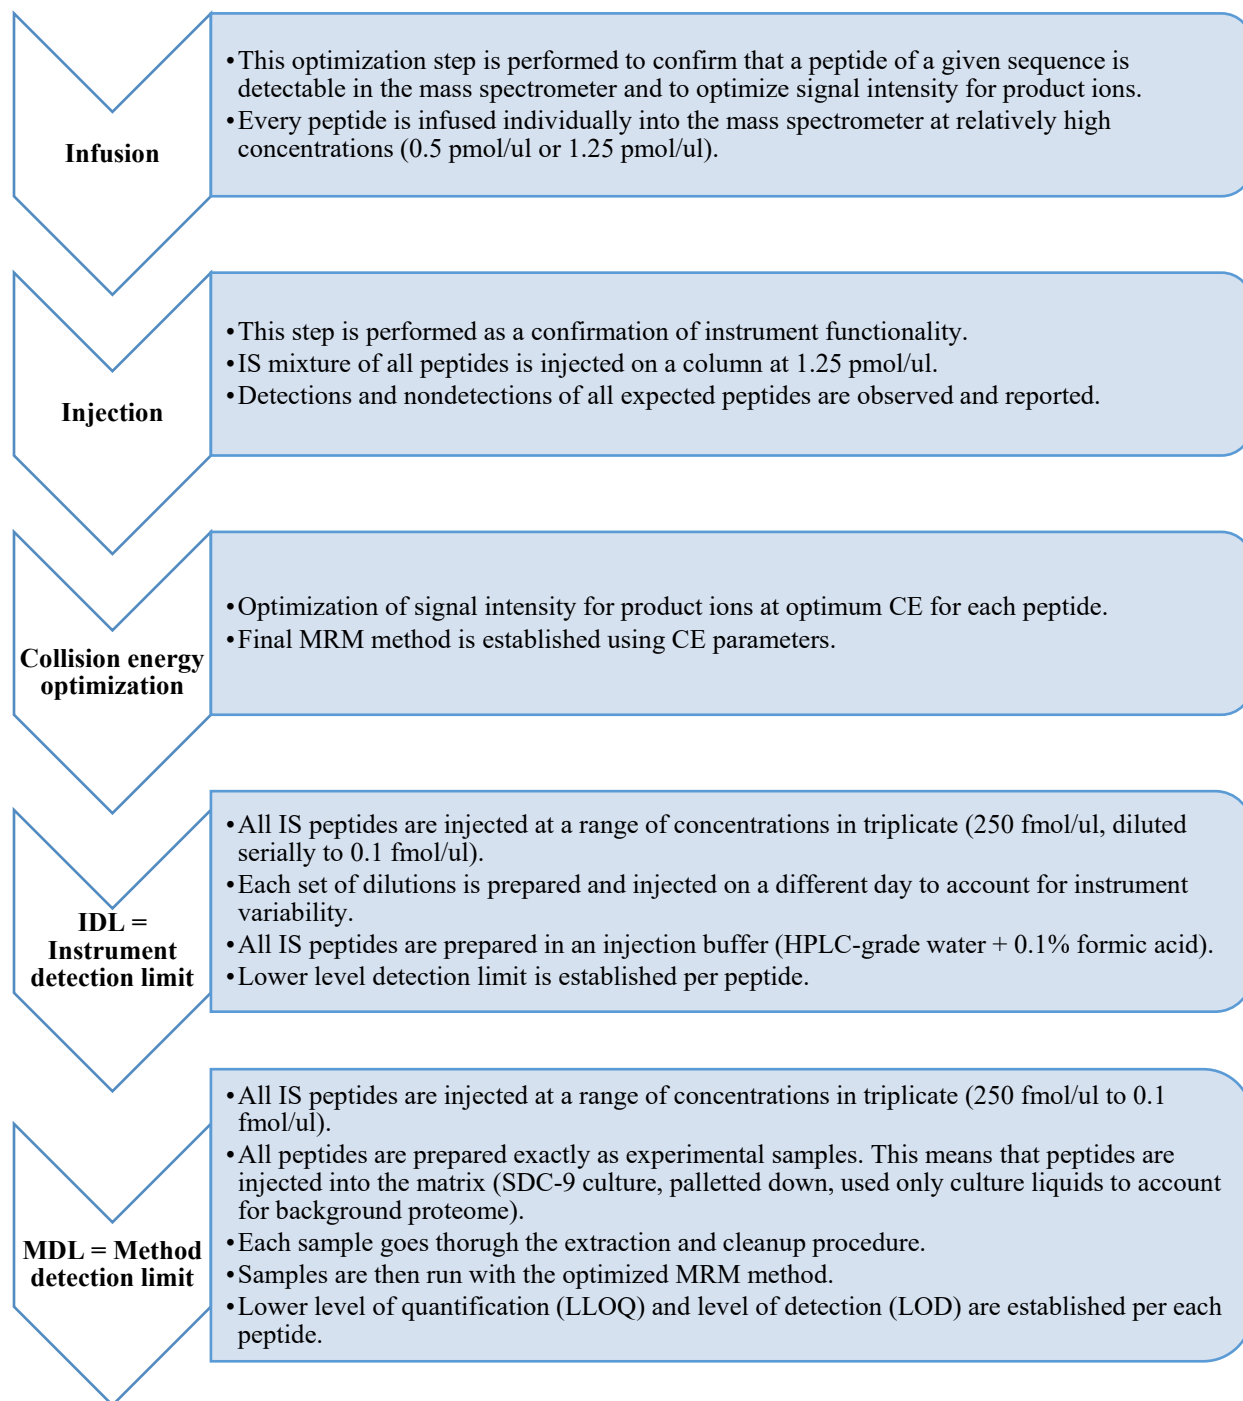 Infusion
•This optimization step is performed to confirm that a peptide of a given sequence is
detectable in the mass spectrometer and to optimize signal intensity for product ions.
•Every peptide is infused individually into the mass spectrometer at relatively high
concentrations (0.5 pmol/ul or 1.25 pmol/ul).
Injection
•This step is performed as a confirmation of instrument functionality.
•IS mixture of all peptides is injected on a column at 1.25 pmol/ul.
•Detections and nondetections of all expected peptides are observed and reported.
Collision energy
optimization
•Optimization of signal intensity for product ions at optimum CE for each peptide.
•Final MRM method is established using CE parameters.
IDL =
Instrument
detection limit
•All IS peptides are injected at a range of concentrations in triplicate (250 fmol/ul, diluted
serially to 0.1 fmol/ul).
•Each set of dilutions is prepared and injected on a different day to account for instrument
variability.
•All IS peptides are prepared in an injection buffer (HPLC-grade water + 0.1% formic acid).
•Lower level detection limit is established per peptide.
MDL = Method
detection limit
•All IS peptides are injected at a range of concentrations in triplicate (250 fmol/ul to 0.1
fmol/ul).
•All peptides are prepared exactly as experimental samples. This means that peptides are
injected into the matrix (SDC-9 culture, palletted down, used only culture liquids to account
for background proteome).
•Each sample goes thorugh the extraction and cleanup procedure.
•Samples are then run with the optimized MRM method.
•Lower level of quantification (LLOQ) and level of detection (LOD) are established per each
peptide.